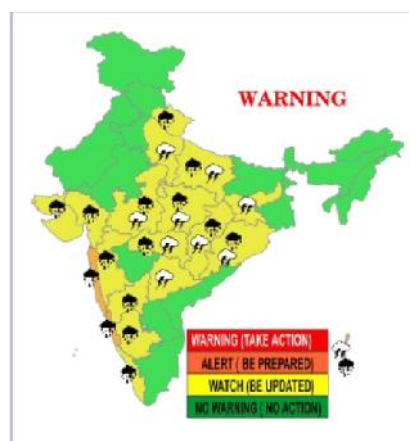 WARNING
WARNING (TAKE ACTION)
ALERT ( BE PREPARED)
WATCH (BE UPDATED)
NO WARNING ( NO ACTION)